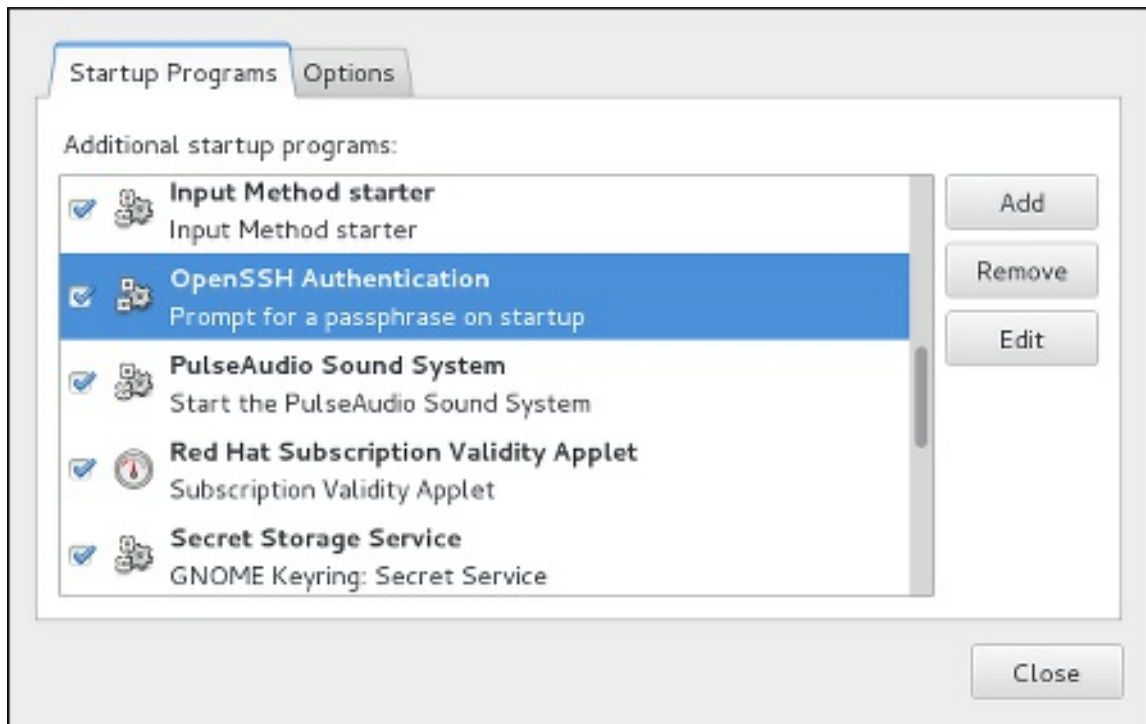 Startup Programs
Options
Additional startup programs:
Input Method starter
Input Method starter
OpenSSH Authentication
Prompt for a passphrase on startup
PulseAudio Sound System
Start the PulseAudio Sound System
Red Hat Subscription Validity Applet
Subscription Validity Applet
Secret Storage Service
GNOME Keyring: Secret Service
Add
Remove
Edit
Close